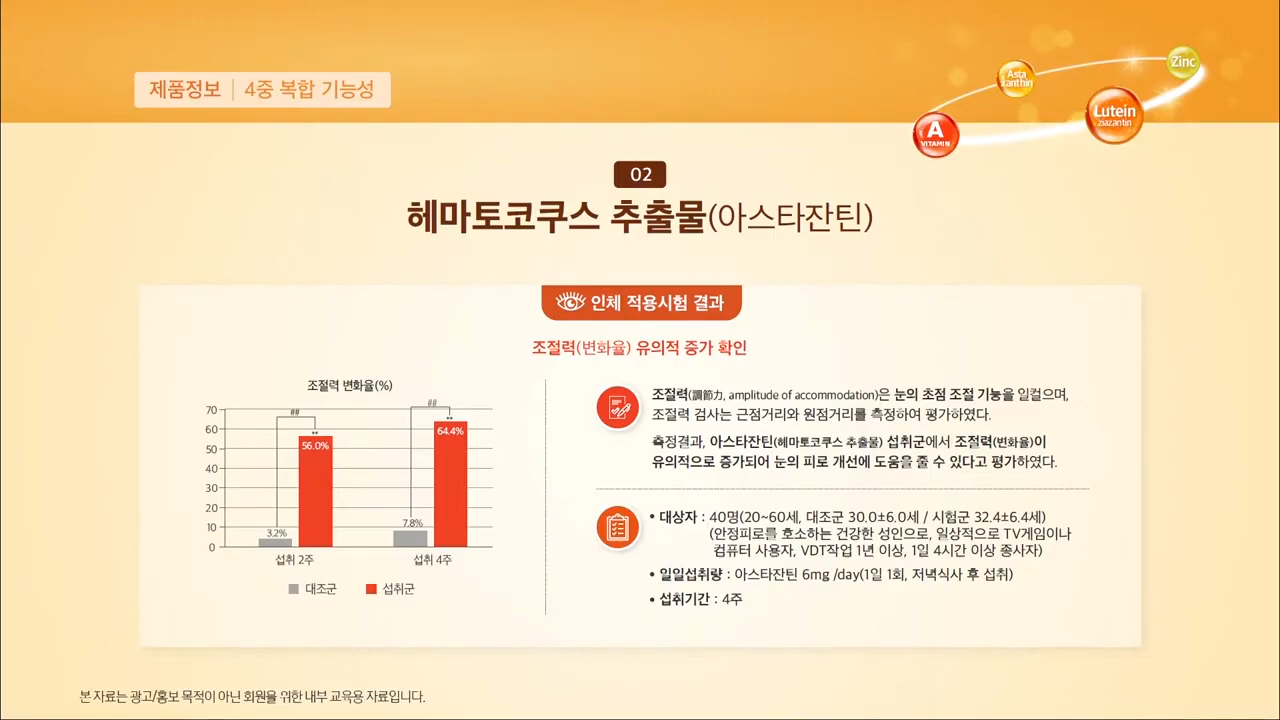 제품정보 | 4중 복합 기능성
Asta
xanthin
Zinc
Lutein
ziazantin
A
VITAMIN
02
헤마토코쿠스 추출물(아스타잔틴)
인체 적용시험 결과
조절력(변화율) 유의적 증가 확인
조절력 변화율(%)
70
60
50
40
30
20
10
0
##
**
56.0%
3.2%
##
**
64.4%
7.8%
섭취 2주
섭취 4주
대조군
섭취군
조절력(調節力, amplitude of accommodation)은 눈의 초점 조절 기능을 일컬으며,
조절력 검사는 근점거리와 원점거리를 측정하여 평가하였다.
측정결과, 아스타잔틴(헤마토코쿠스 추출물) 섭취군에서 조절력(변화율)이
유의적으로 증가되어 눈의 피로 개선에 도움을 줄 수 있다고 평가하였다.
• 대상자 : 40명(20~60세, 대조군 30.0±6.0세 / 시험군 32.4±6.4세)
(안정피로를 호소하는 건강한 성인으로, 일상적으로 TV게임이나
컴퓨터 사용자, VDT작업 1년 이상, 1일 4시간 이상 종사자)
• 일일섭취량 : 아스타잔틴 6mg /day(1일 1회, 저녁식사 후 섭취)
• 섭취기간 : 4주
본 자료는 광고/홍보 목적이 아닌 회원을 위한 내부 교육용 자료입니다.